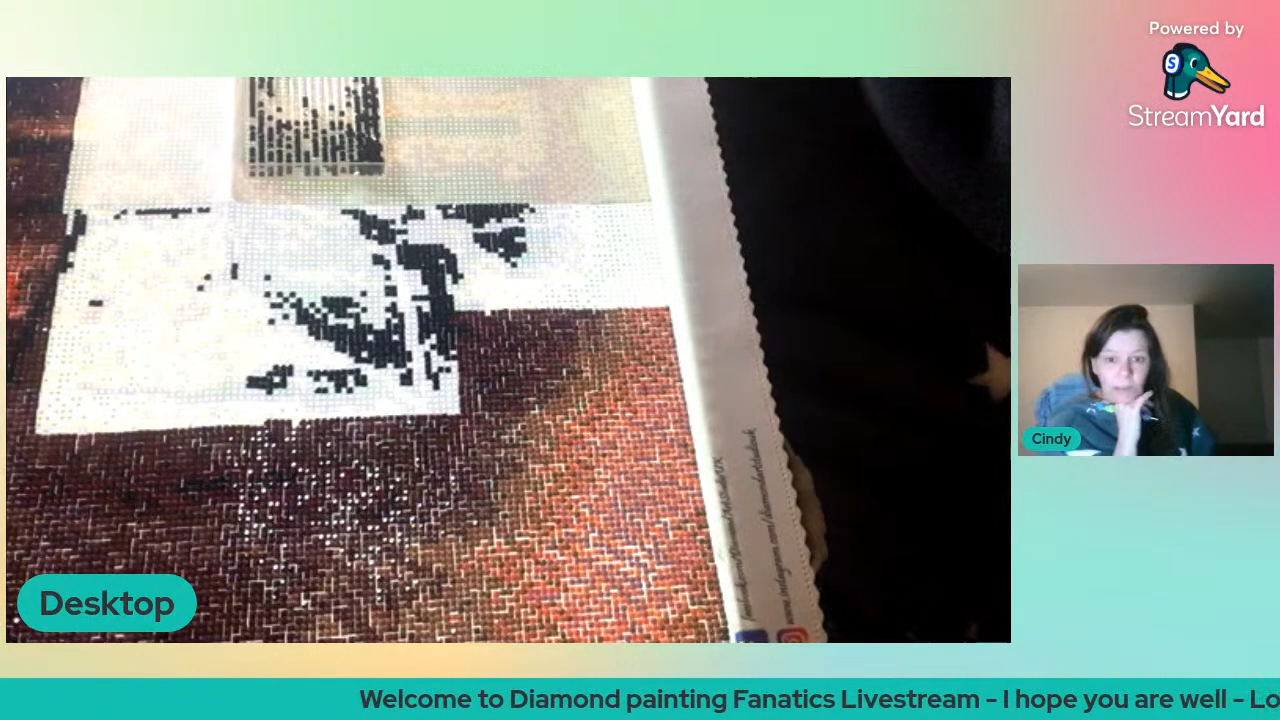 Powered by
StreamYard
Cindy
Desktop
Welcome to Diamond painting Fanatics Livestream - I hope you are well - Lo